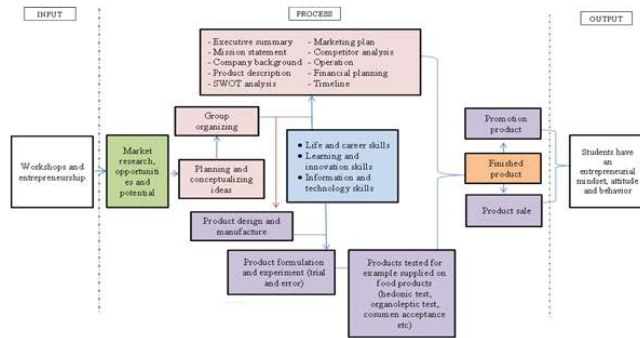 INPUT
PROCESS
OUTPUT
- Executive summary
- Mission statement
- Company background
- Product description
- SWOT analysis
- Marketing plan
- Competitor analysis
- Operation
- Financial planning
- Timeline
Group
organizing
Workshops and
entrepreneurship
Market
research,
opportuniti
es and
potential
Planning and
conceptualizing
ideas
• Life and career skills
• Learning and
innovation skills
• Information and
technology skills
Product design and
manufacture
Product formulation
and experiment (trial
and error)
Products tested for
example supplied on
food products
(hedonic test,
organoleptic test,
cosumen acceptance
etc)
Promotion
product
Finished
product
Product sale
Students have
an
entrepreneurial
mindset, attitude
and behavior